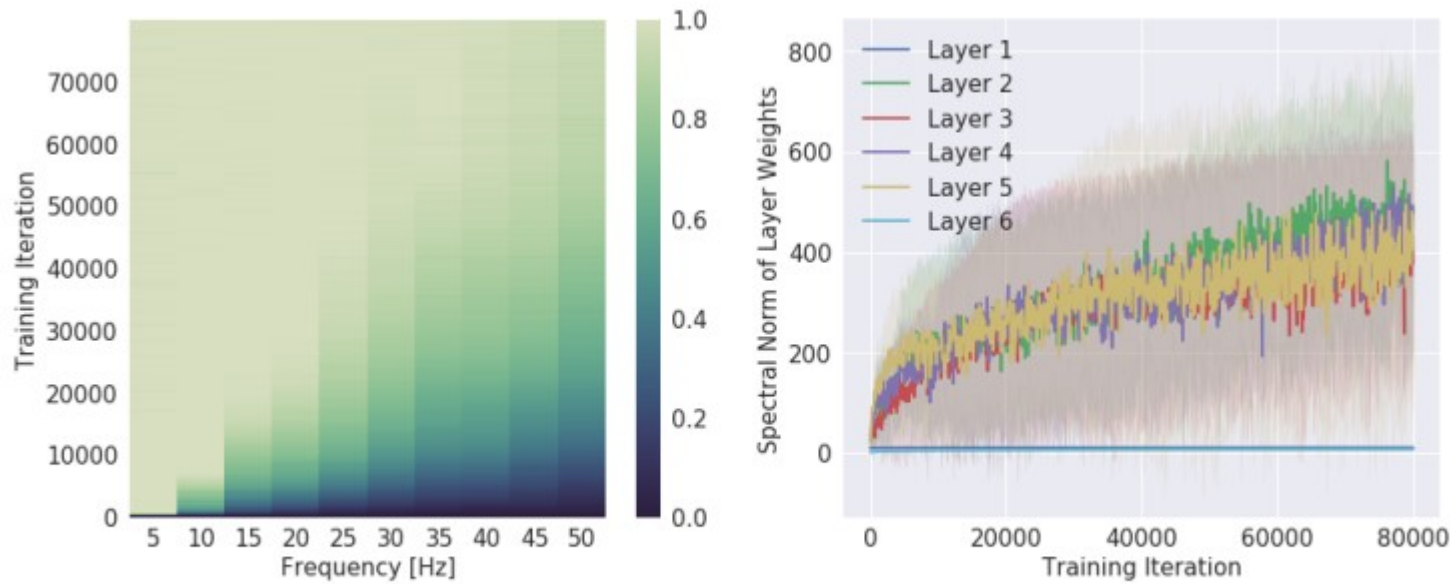 Training Iteration
70000
60000
50000
40000
30000
20000
10000
0
5 10 15 20 25 30 35 40 45 50
Frequency [Hz]
1.0
0.8
0.6
0.4
0.2
0.0
Spectral Norm of Layer Weights
800
600
400
200
0
Layer 1
Layer 2
Layer 3
Layer 4
Layer 5
Layer 6
0 20000 40000 60000 80000
Training Iteration